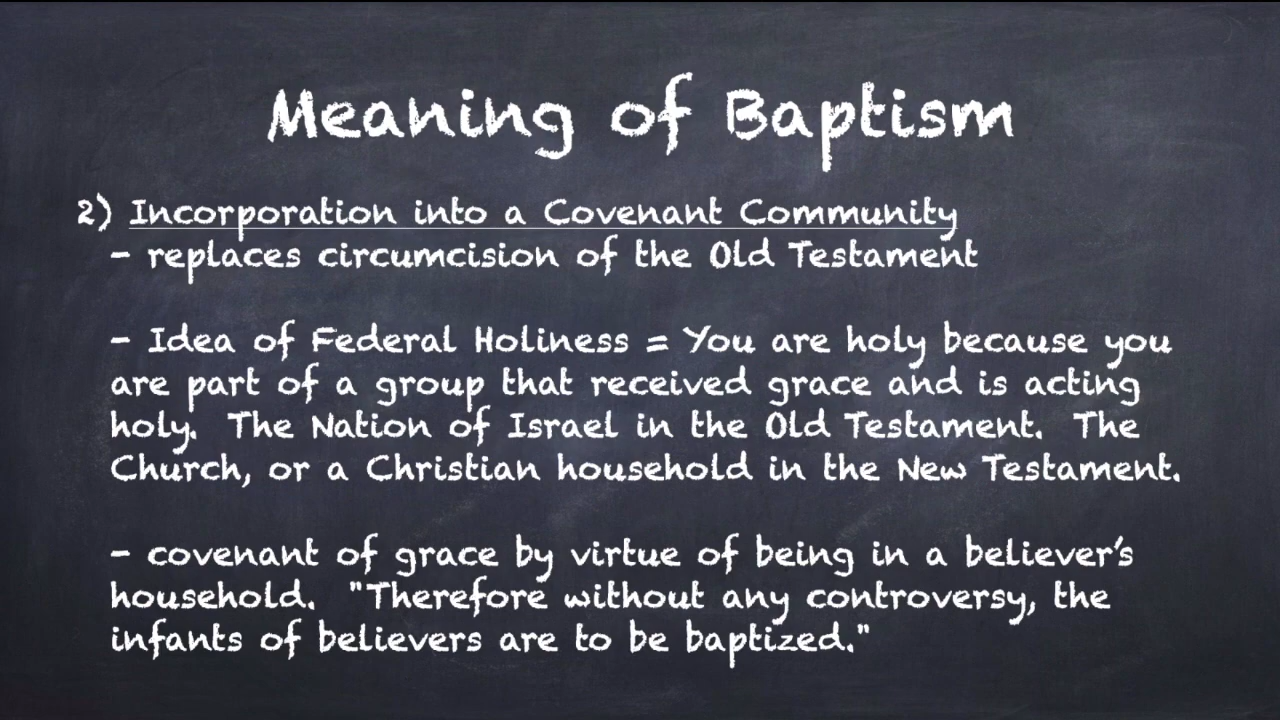 Meaning of Baptism
2) Incorporation into a Covenant Community
- replaces circumcision of the Old Testament
- Idea of Federal Holiness = You are holy because you
are part of a group that received grace and is acting
holy. The Nation of Israel in the Old Testament. The
Church, or a Christian household in the New Testament.
- covenant of grace by virtue of being in a believer's
household. "Therefore without any controversy, the
infants of believers are to be baptized."